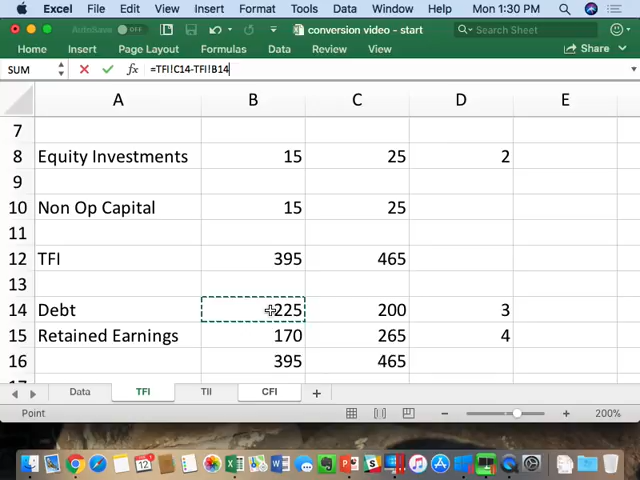 Excel File Edit View Insert Format Tools Data Window Help Mon 1:30 PM
AutoSave OFF conversion video - start Search Sheet
Home Insert Page Layout Formulas Data Review View Share
SUM fx =TFI!C14-TFI!B14
A B C D E
7
8 Equity Investments 15 25 2
9
10 Non Op Capital 15 25
11
12 TFI 395 465
13
14 Debt 225 200 3
15 Retained Earnings 170 265 4
16 395 465
17
Data TFI TII CFI
Point 200%